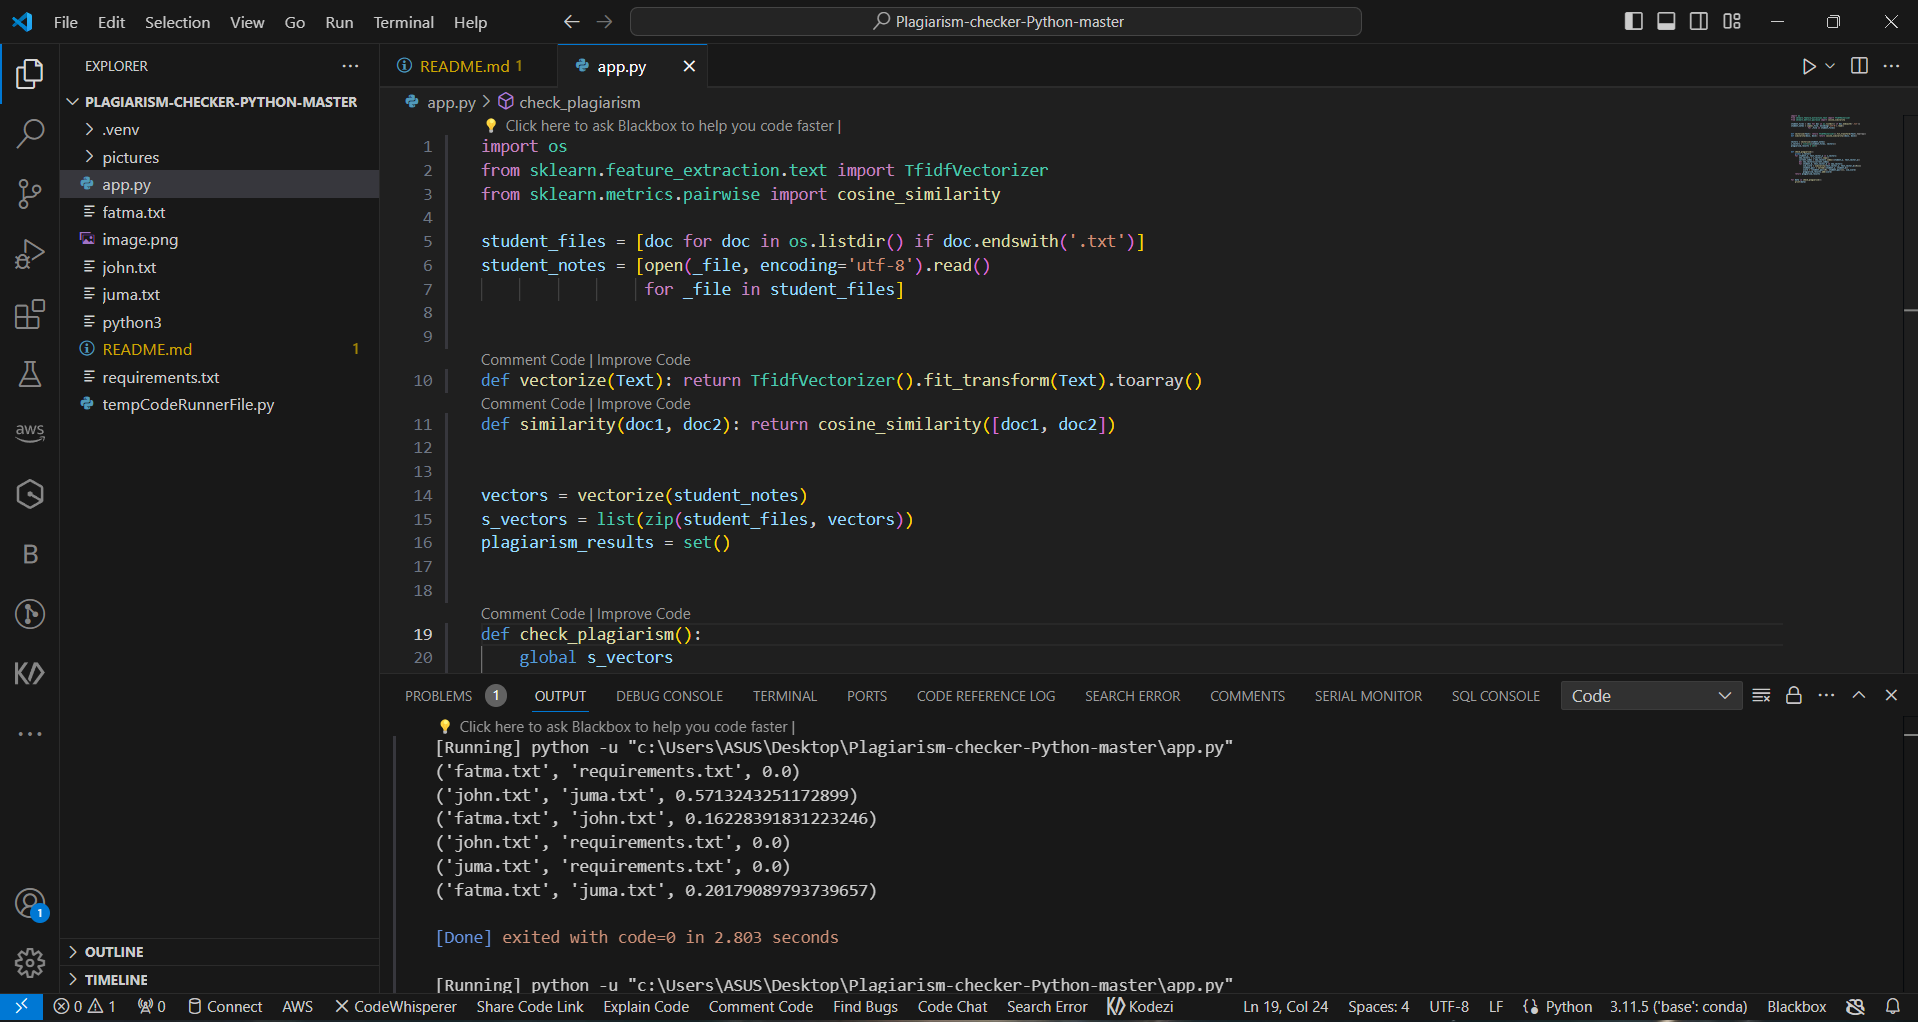 File Edit Selection View Go Run Terminal Help
Plagiarism-checker-Python-master
EXPLORER
PLAGIARISM-CHECKER-PYTHON-MASTER
.venv
pictures
app.py
fatma.txt
image.png
john.txt
juma.txt
python3
README.md 1
requirements.txt
tempCodeRunnerFile.py
aws
B
1
OUTLINE
TIMELINE
README.md 1 app.py
app.py > check_plagiarism
Click here to ask Blackbox to help you code faster |
1 import os
2 from sklearn.feature_extraction.text import TfidfVectorizer
3 from sklearn.metrics.pairwise import cosine_similarity
4
5 student_files = [doc for doc in os.listdir() if doc.endswith('.txt')]
6 student_notes = [open(_file, encoding='utf-8').read()
7 for _file in student_files]
8
9
Comment Code | Improve Code
10 def vectorize(Text): return TfidfVectorizer().fit_transform(Text).toarray()
Comment Code | Improve Code
11 def similarity(doc1, doc2): return cosine_similarity([doc1, doc2])
12
13
14 vectors = vectorize(student_notes)
15 s_vectors = list(zip(student_files, vectors))
16 plagiarism_results = set()
17
18
Comment Code | Improve Code
19 def check_plagiarism():
20 global s_vectors
PROBLEMS 1 OUTPUT DEBUG CONSOLE TERMINAL PORTS CODE REFERENCE LOG SEARCH ERROR COMMENTS SERIAL MONITOR SQL CONSOLE Code
Click here to ask Blackbox to help you code faster |
[Running] python -u "c:\Users\ASUS\Desktop\Plagiarism-checker-Python-master\app.py"
('fatma.txt', 'requirements.txt', 0.0)
('john.txt', 'juma.txt', 0.5713243251172899)
('fatma.txt', 'john.txt', 0.16228391831223246)
('john.txt', 'requirements.txt', 0.0)
('juma.txt', 'requirements.txt', 0.0)
('fatma.txt', 'juma.txt', 0.20179089793739657)
[Done] exited with code=0 in 2.803 seconds
[Running] python -u "c:\Users\ASUS\Desktop\Plagiarism-checker-Python-master\app.py"
0 1 0 Connect AWS CodeWhisperer Share Code Link Explain Code Comment Code Find Bugs Code Chat Search Error Kodezi Ln 19, Col 24 Spaces: 4 UTF-8 LF Python 3.11.5 ('base': conda) Blackbox